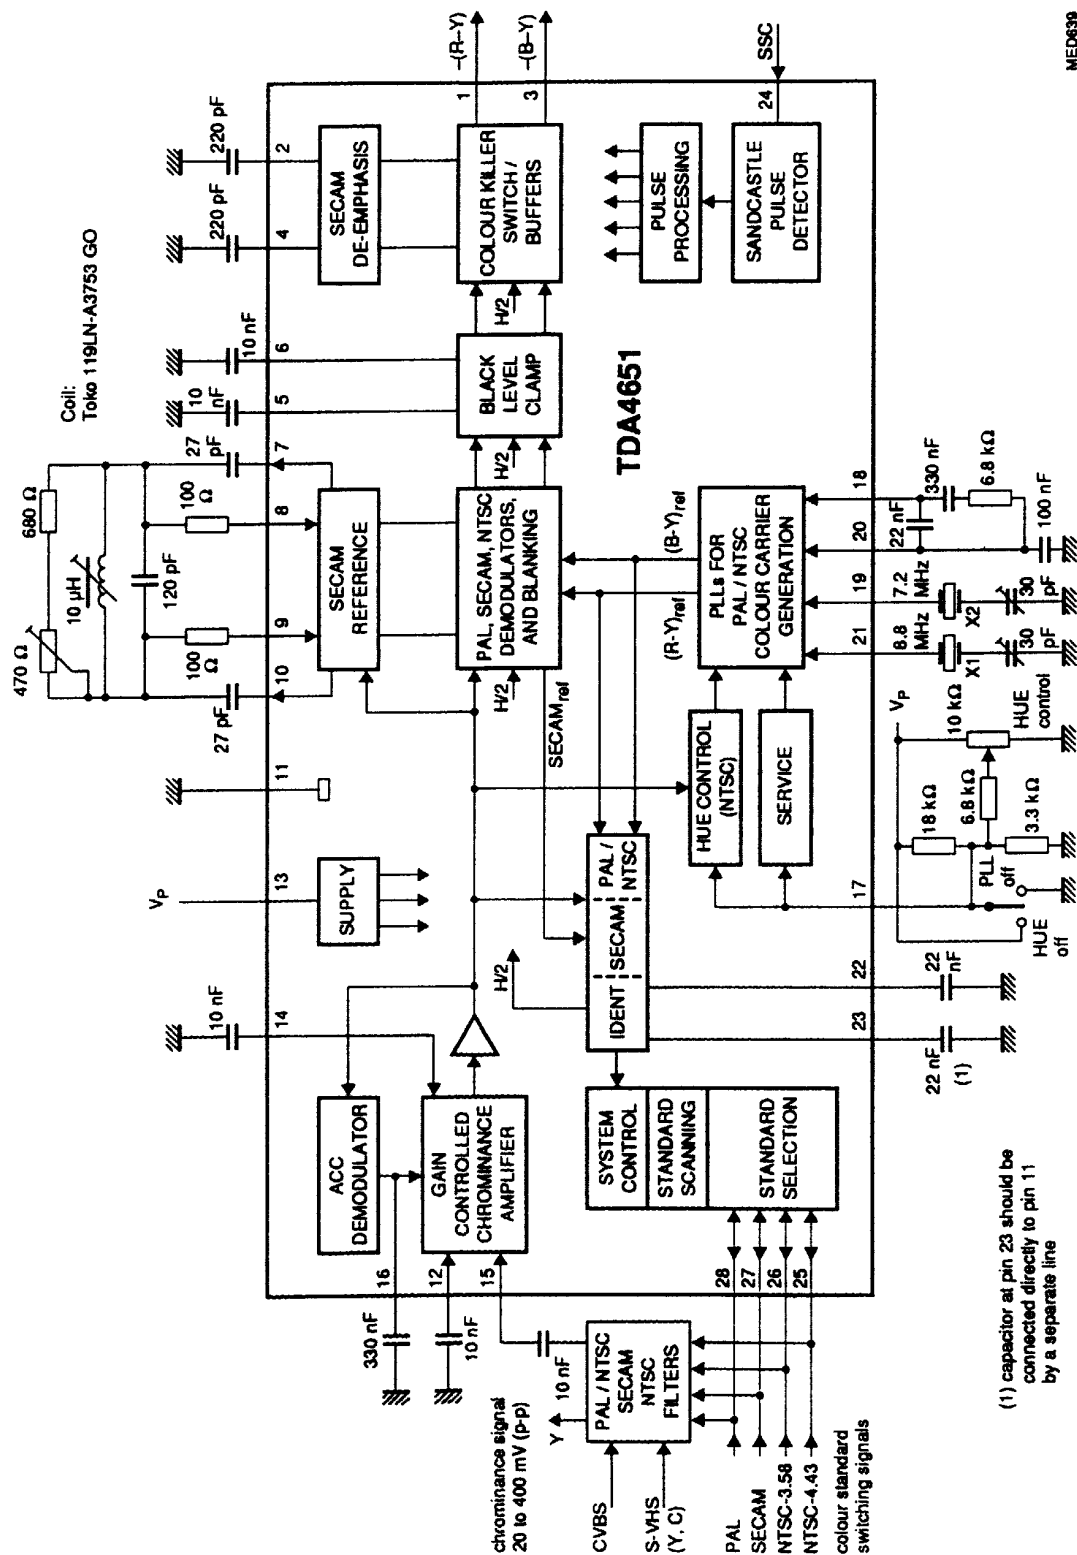 Coil:
Toko 119LN-A3753 GO
470 Ω
680 Ω
10 µH
120 pF
100
Ω
100
Ω
27 pF
27
pF
10 nF
VP
10
nF
10 nF
220 pF
220 pF
14
13
11
10
9
8
7
5
6
4
2
ACC
DEMODULATOR
SUPPLY
SECAM
REFERENCE
SECAM
DE-EMPHASIS
330 nF
16
10 nF
12
15
10 nF
chrominance signal
20 to 400 mV (p-p)
GAIN
CONTROLLED
CHROMINANCE
AMPLIFIER
PAL, SECAM, NTSC
DEMODULATORS,
AND BLANKING
H/2
BLACK
LEVEL
CLAMP
H/2
COLOUR KILLER
SWITCH /
BUFFERS
H/2
1
–(R–Y)
3
–(B–Y)
H/2
SECAMref
Y
CVBS
S-VHS
(Y, C)
PAL / NTSC
SECAM
NTSC
FILTERS
SYSTEM
CONTROL
STANDARD
SCANNING
STANDARD
SELECTION
IDENT
SECAM
PAL /
NTSC
(R-Y)ref
(B-Y)ref
TDA4651
PULSE
PROCESSING
SANDCASTLE
PULSE
DETECTOR
24
SSC
HUE CONTROL
(NTSC)
SERVICE
PLLs FOR
PAL / NTSC
COLOUR CARRIER
GENERATION
PAL
SECAM
NTSC-3.58
NTSC-4.43
28
27
26
25
colour standard
switching signals
23
22
17
21
19
20
18
22 nF
(1)
22
nF
HUE
off
PLL
off
VP
18 kΩ
6.8 kΩ
3.3 kΩ
10 kΩ
HUE
control
8.8
MHz
X1
30
pF
7.2
MHz
X2
30
pF
22 nF
330 nF
6.8 kΩ
100 nF
(1) capacitor at pin 23 should be
connected directly to pin 11
by a separate line
MED639